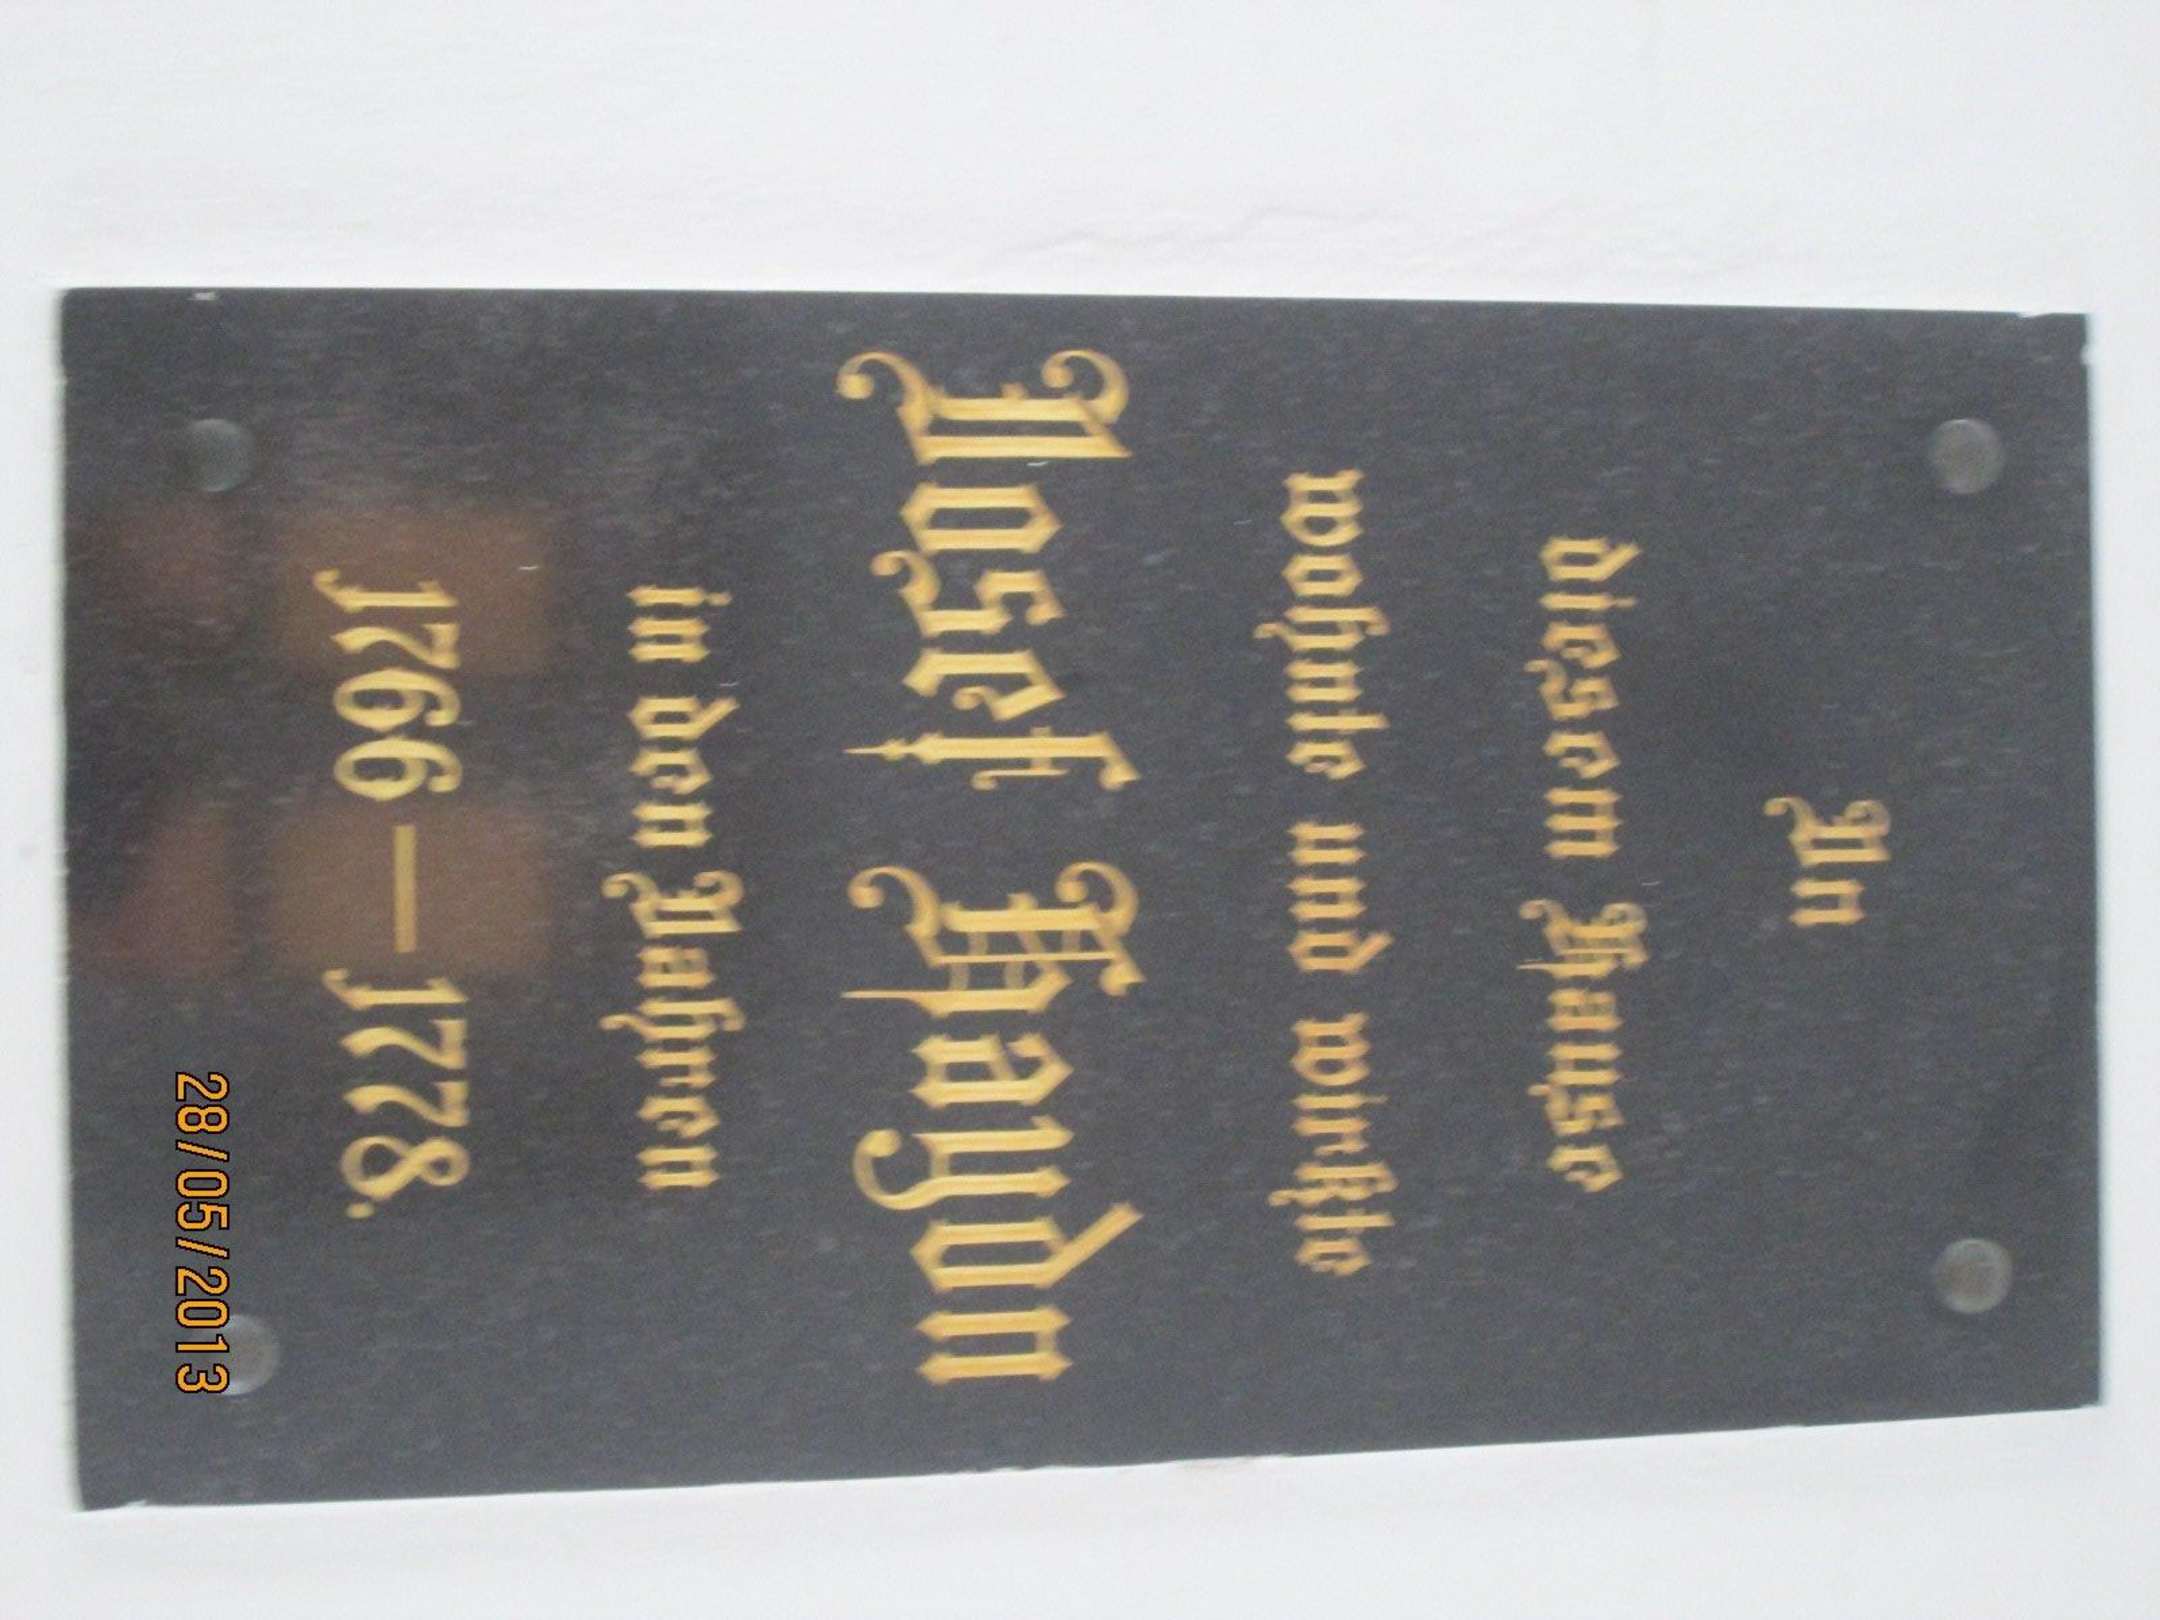 In
diesem Hause
wohnte und wirkte
Josef Haydn
in den Jahren
1766 — 1778.
28/05/2013